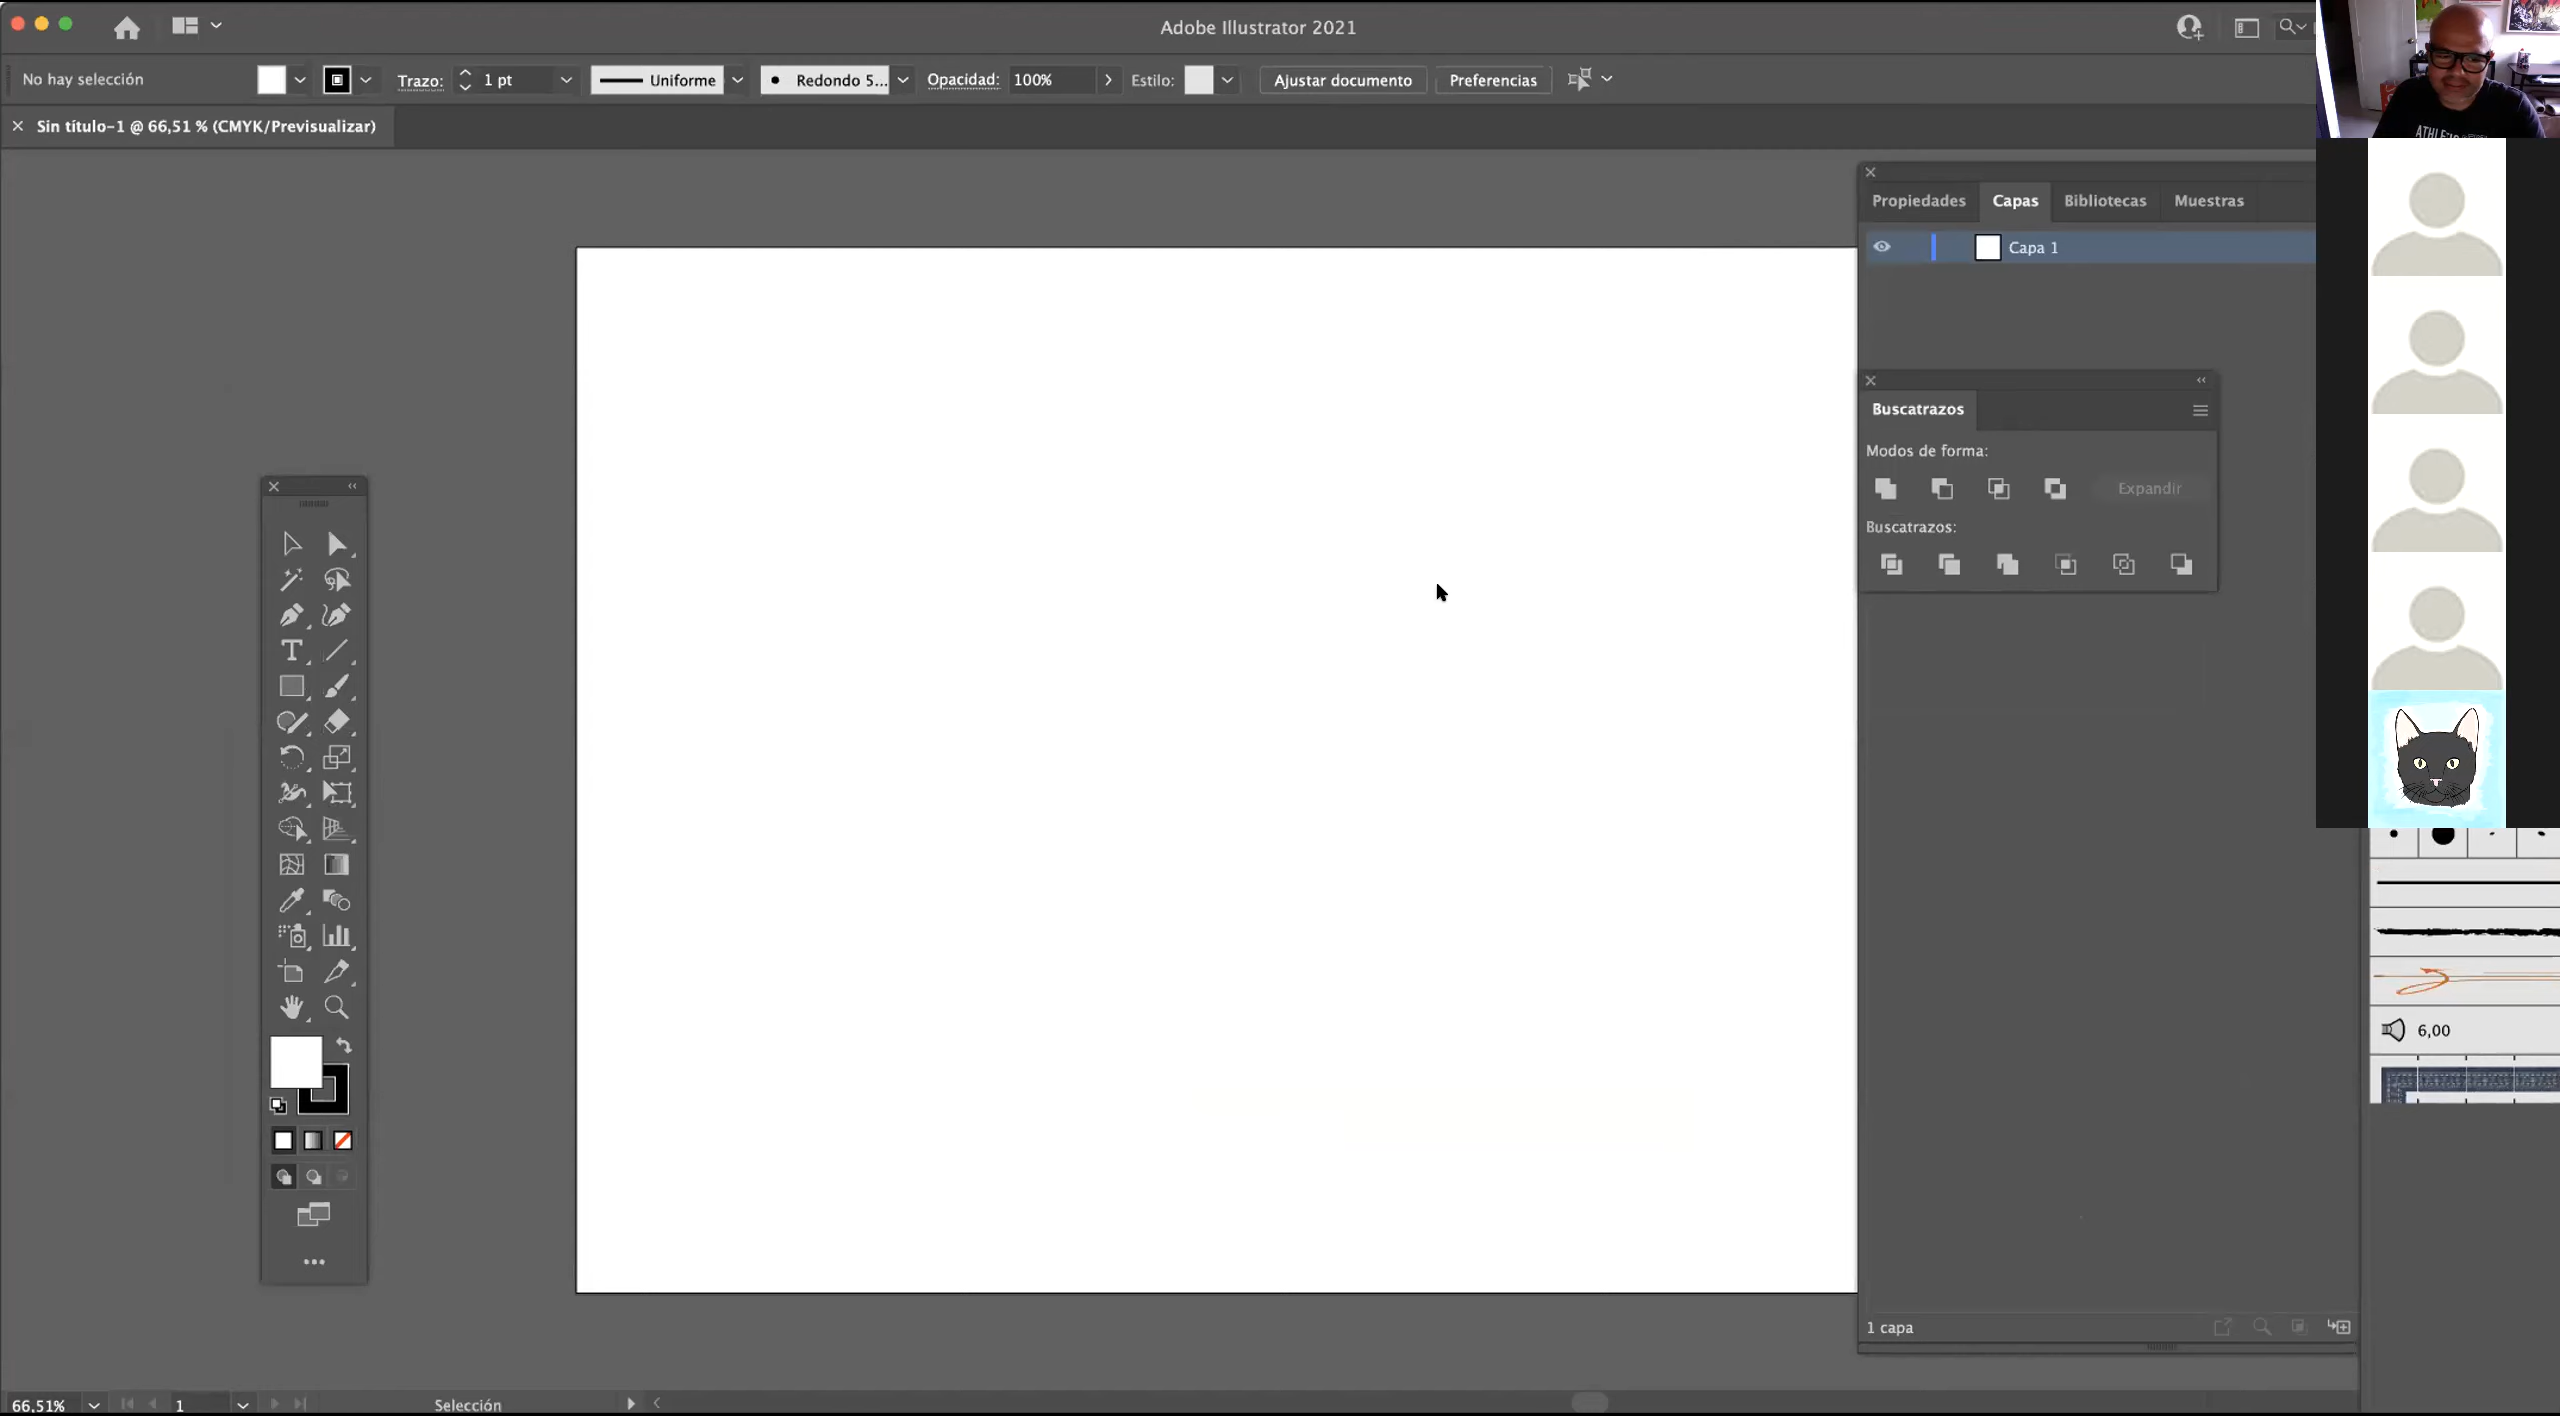 Adobe Illustrator 2021
No hay selección
Trazo:
1 pt
Uniforme
Redondo 5...
Opacidad:
100%
Estilo:
Ajustar documento
Preferencias
Sin título-1 @ 66,51 % (CMYK/Previsualizar)
Propiedades
Capas
Bibliotecas
Muestras
Capa 1
Buscatrazos
Modos de forma:
Expandir
Buscatrazos:
6,00
1 capa
66,51%
1
Selección